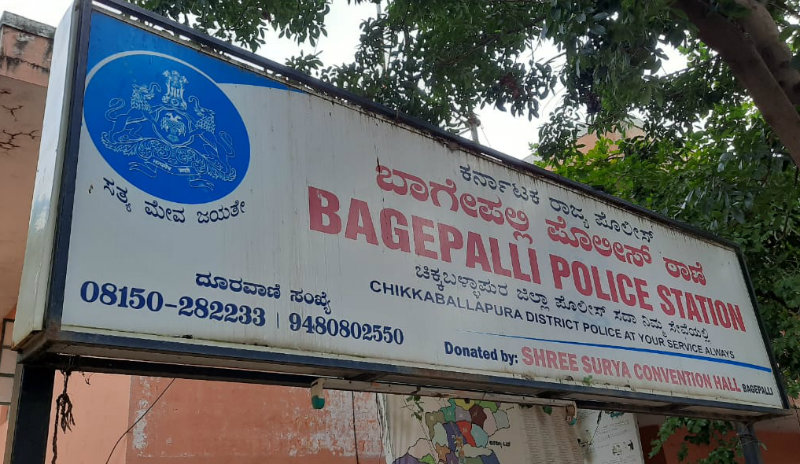 ಸತ್ಯ ಮೇವ ಜಯತೇ
ಕರ್ನಾಟಕ ರಾಜ್ಯ ಪೊಲೀಸ್
ಬಾಗೇಪಲ್ಲಿ ಪೊಲೀಸ್ ಠಾಣೆ
BAGEPALLI POLICE STATION
ಚಿಕ್ಕಬಳ್ಳಾಪುರ ಜಿಲ್ಲಾ ಪೊಲೀಸ್ ಸದಾ ನಿಮ್ಮ ಸೇವೆಯಲ್ಲಿ
CHIKKABALLAPURA DISTRICT POLICE AT YOUR SERVICE ALWAYS
ದೂರವಾಣಿ ಸಂಖ್ಯೆ
08150-282233 | 9480802550
Donated by: SHREE SURYA CONVENTION HALL BAGEPALLI